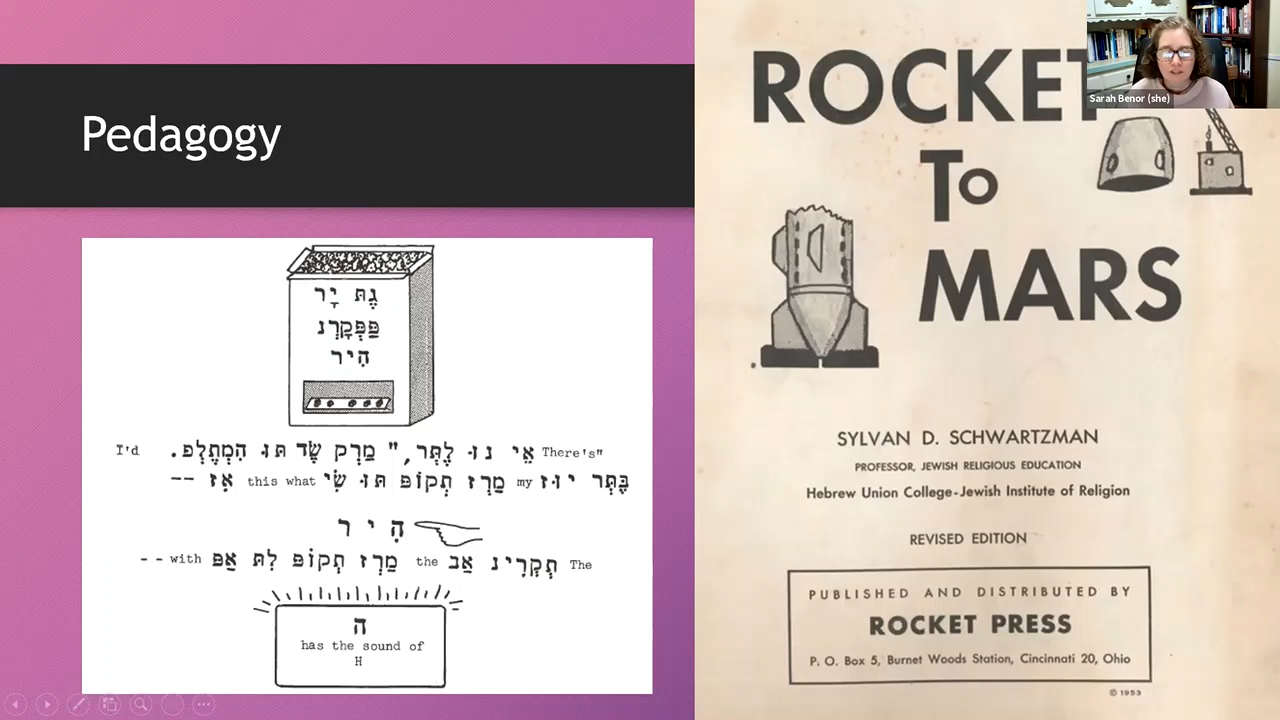 Pedagogy
גֶתּ יָר
פַּפְּקָרְנ
הִיר
"There's אֵי נוּ לֶתֶּר," מַרְק שֶׂד תּוּ הִמְתֶלְפ. I'd
בֶּתֶּר יוּז my מַרְז תְקוֹפּ תּוּ שִׂי this what אִז --
הִ י ר
The תְקְרִינ אַב the מַרְז תְקוֹפּ לִתּ אַפּ with --
ה
has the sound of
H
ROCKET
To
MARS
SYLVAN D. SCHWARTZMAN
PROFESSOR, JEWISH RELIGIOUS EDUCATION
Hebrew Union College-Jewish Institute of Religion
REVISED EDITION
PUBLISHED AND DISTRIBUTED BY
ROCKET PRESS
P. O. Box 5, Burnet Woods Station, Cincinnati 20, Ohio
© 1953
Sarah Benor (she)